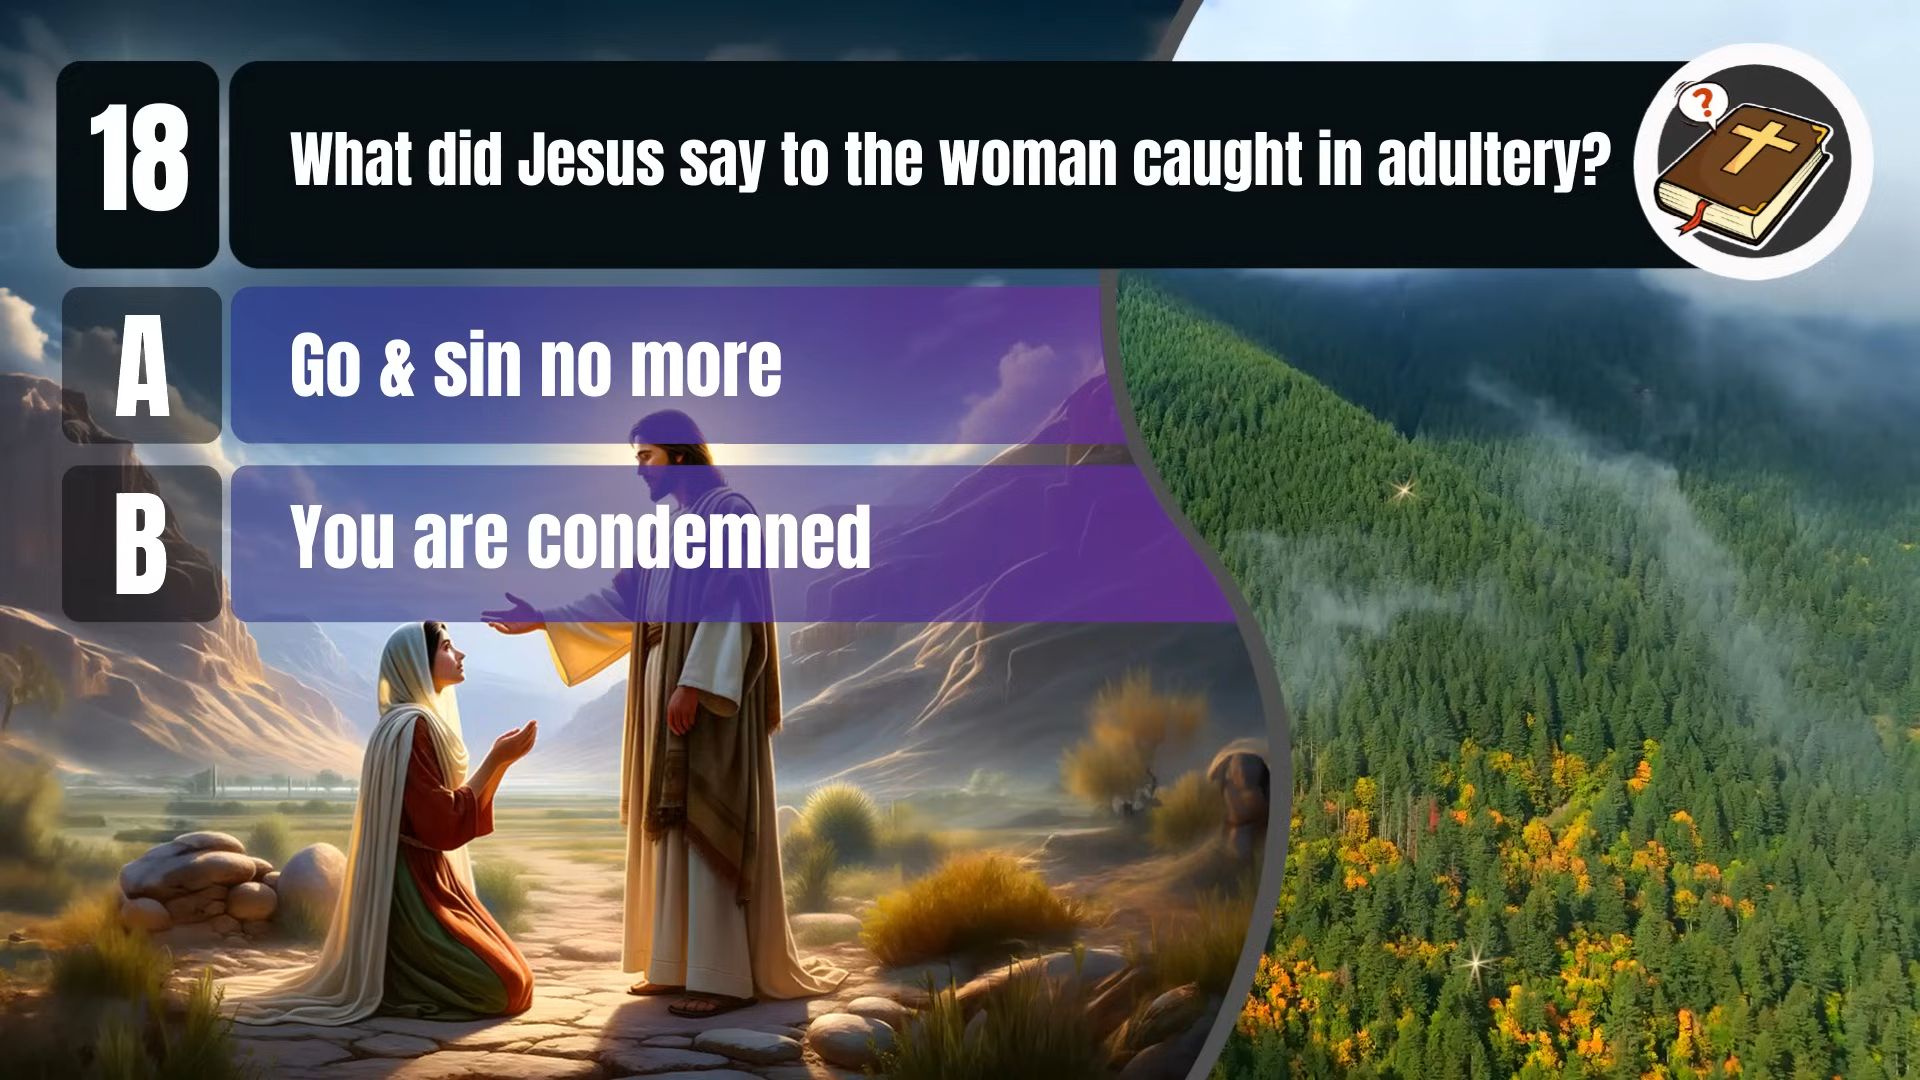 18
What did Jesus say to the woman caught in adultery?
?
A
Go & sin no more
B
You are condemned